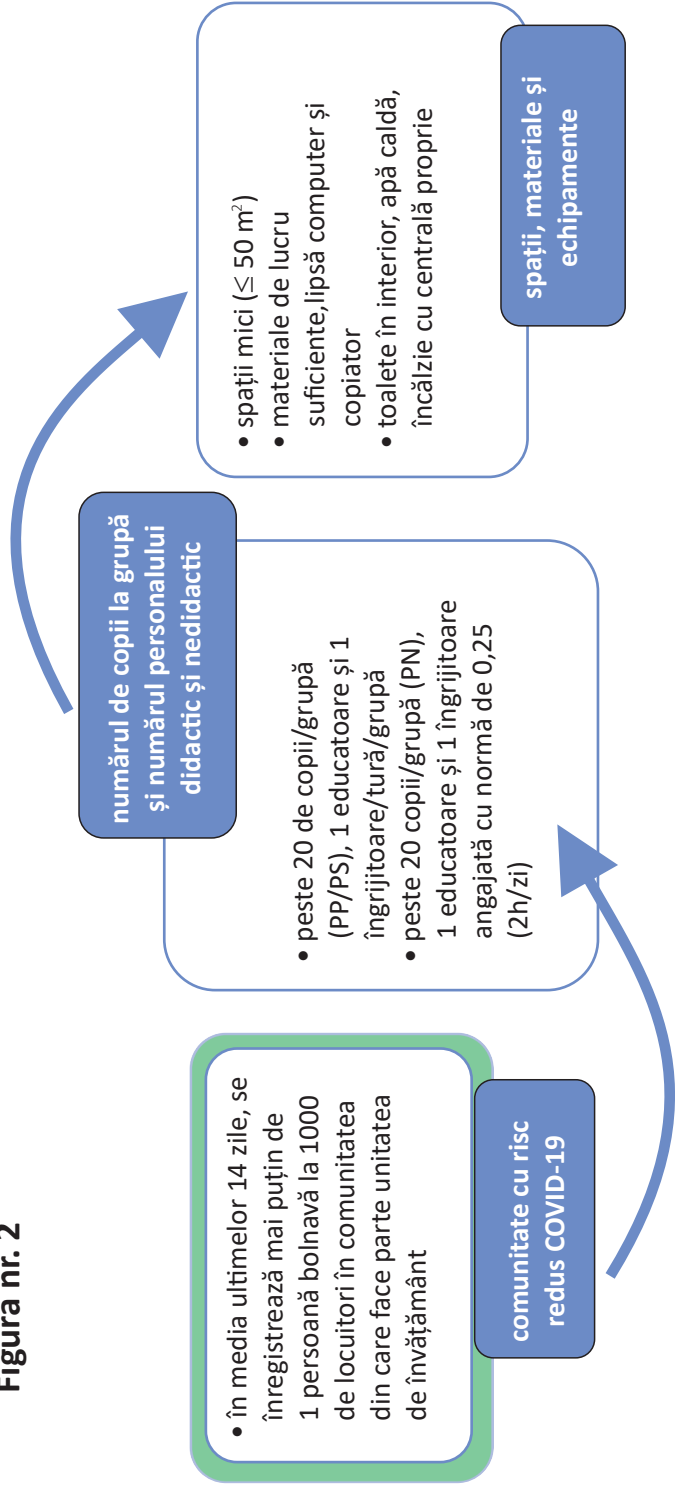 Figura nr. 2
• în media ultimelor 14 zile, se
înregistrează mai puțin de
1 persoană bolnavă la 1000
de locuitori în comunitatea
din care face parte unitatea
de învățământ
comunitate cu risc
redus COVID-19
numărul de copii la grupă
și numărul personalului
didactic și nedidactic
• peste 20 de copii/grupă
(PP/PS), 1 educatoare și 1
îngrijitoare/tură/grupă
• peste 20 copii/grupă (PN),
1 educatoare și 1 îngrijitoare
angajată cu normă de 0,25
(2h/zi)
• spații mici (≤ 50 m²)
• materiale de lucru
suficiente,lipsă computer și
copiator
• toalete în interior, apă caldă,
încălzie cu centrală proprie
spații, materiale și
echipamente